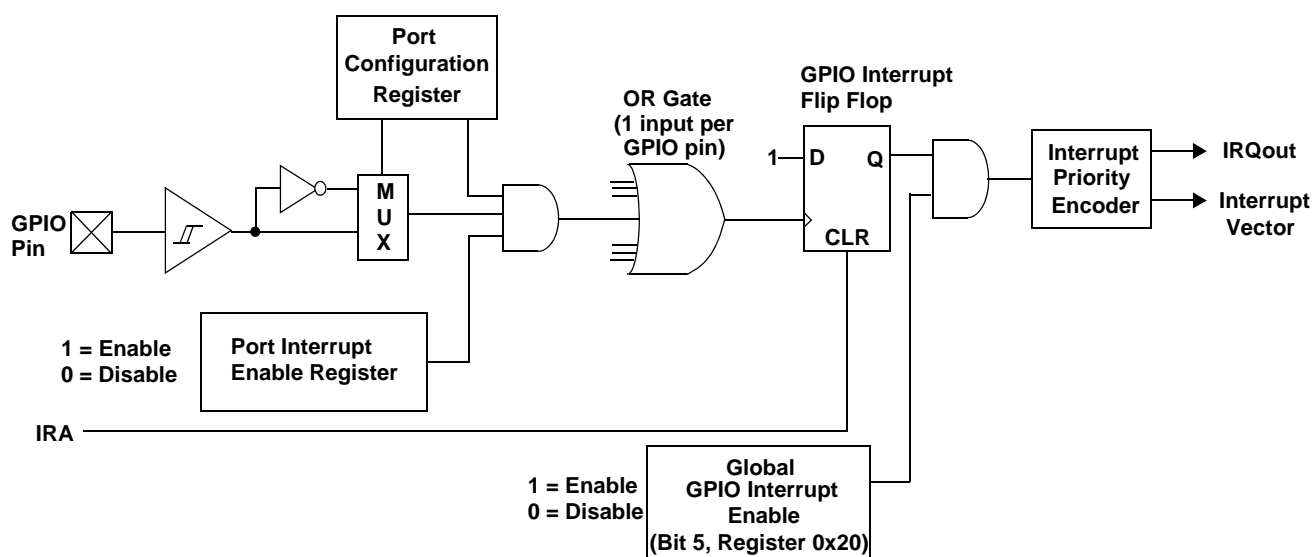 Port
Configuration
Register
OR Gate
(1 input per
GPIO pin)
GPIO Interrupt
Flip Flop
1
D
Q
CLR
M
U
X
GPIO
Pin
Interrupt
Priority
Encoder
IRQout
Interrupt
Vector
1 = Enable
0 = Disable
Port Interrupt
Enable Register
IRA
1 = Enable
0 = Disable
Global
GPIO Interrupt
Enable
(Bit 5, Register 0x20)